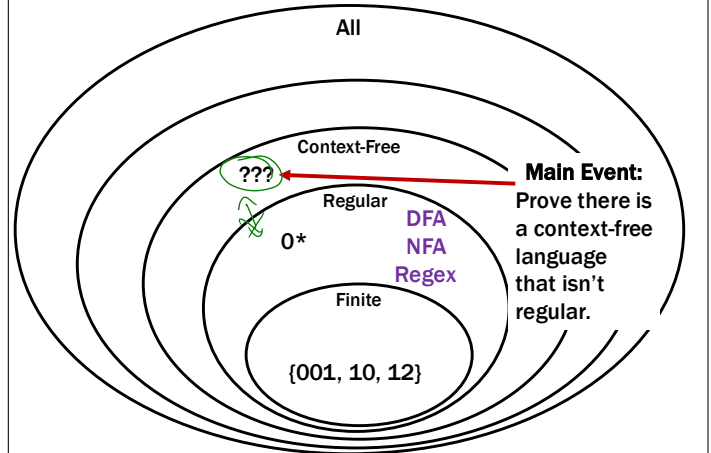 All
Context-Free
???
Main Event:
Prove there is
a context-free
language
that isn’t
regular.
Regular
DFA
0*
NFA
Regex
Finite
{001, 10, 12}